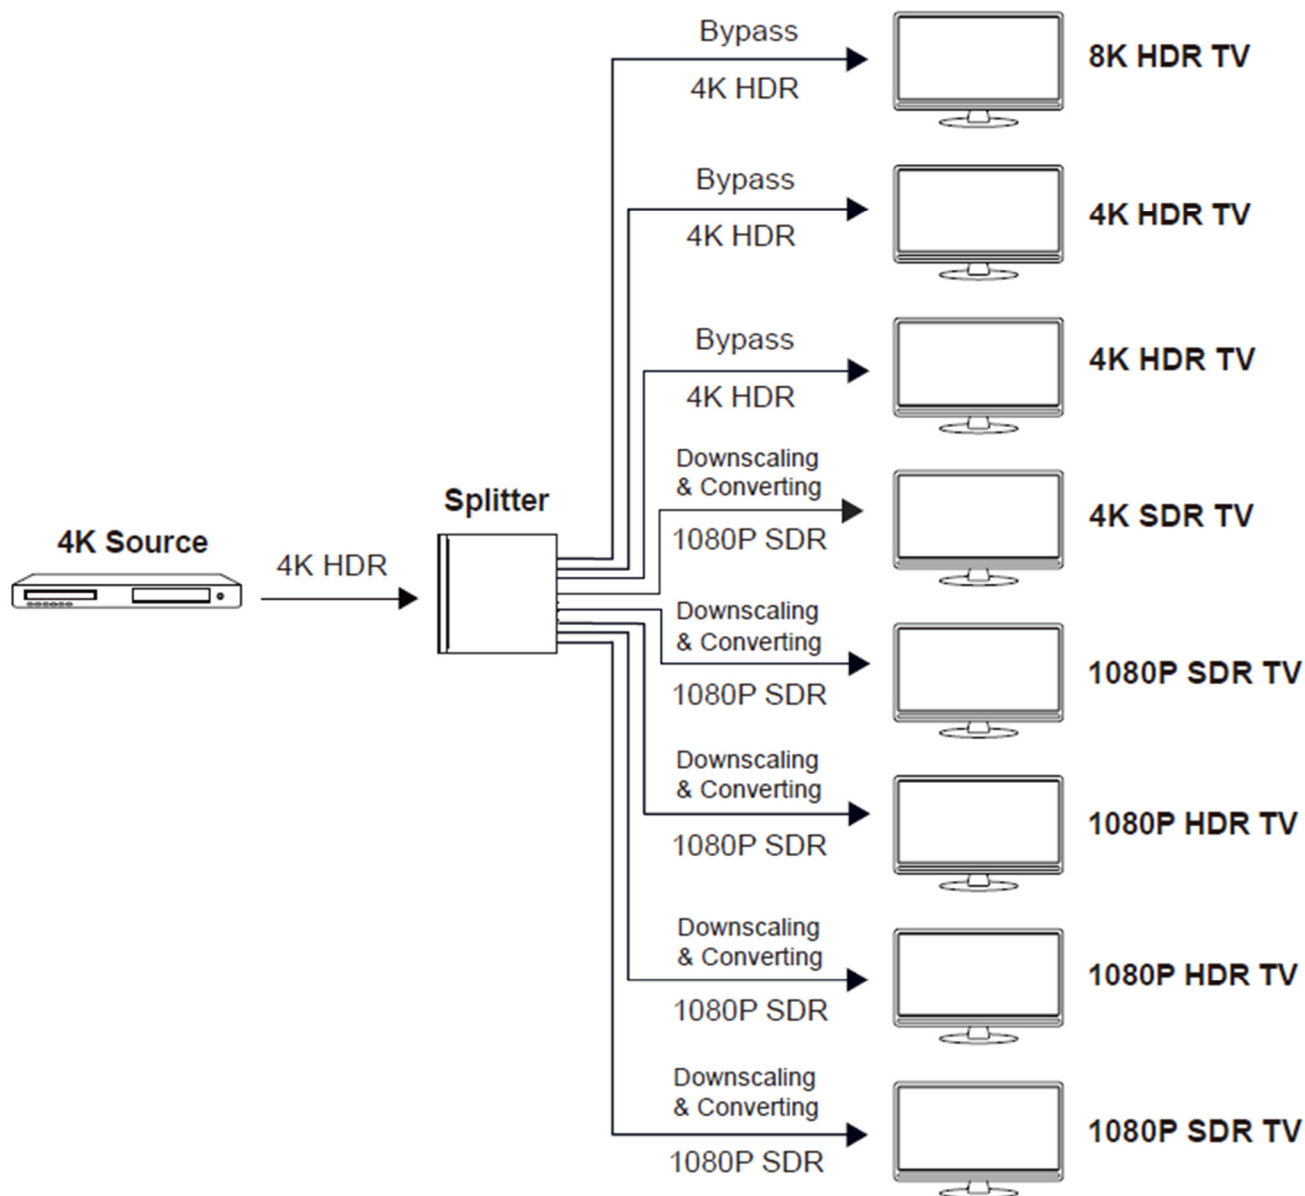 Bypass
4K HDR
8K HDR TV
Bypass
4K HDR
4K HDR TV
Bypass
4K HDR
4K HDR TV
Downscaling
& Converting
1080P SDR
4K SDR TV
Splitter
4K Source
4K HDR
Downscaling
& Converting
1080P SDR
1080P SDR TV
Downscaling
& Converting
1080P SDR
1080P HDR TV
Downscaling
& Converting
1080P SDR
1080P HDR TV
Downscaling
& Converting
1080P SDR
1080P SDR TV